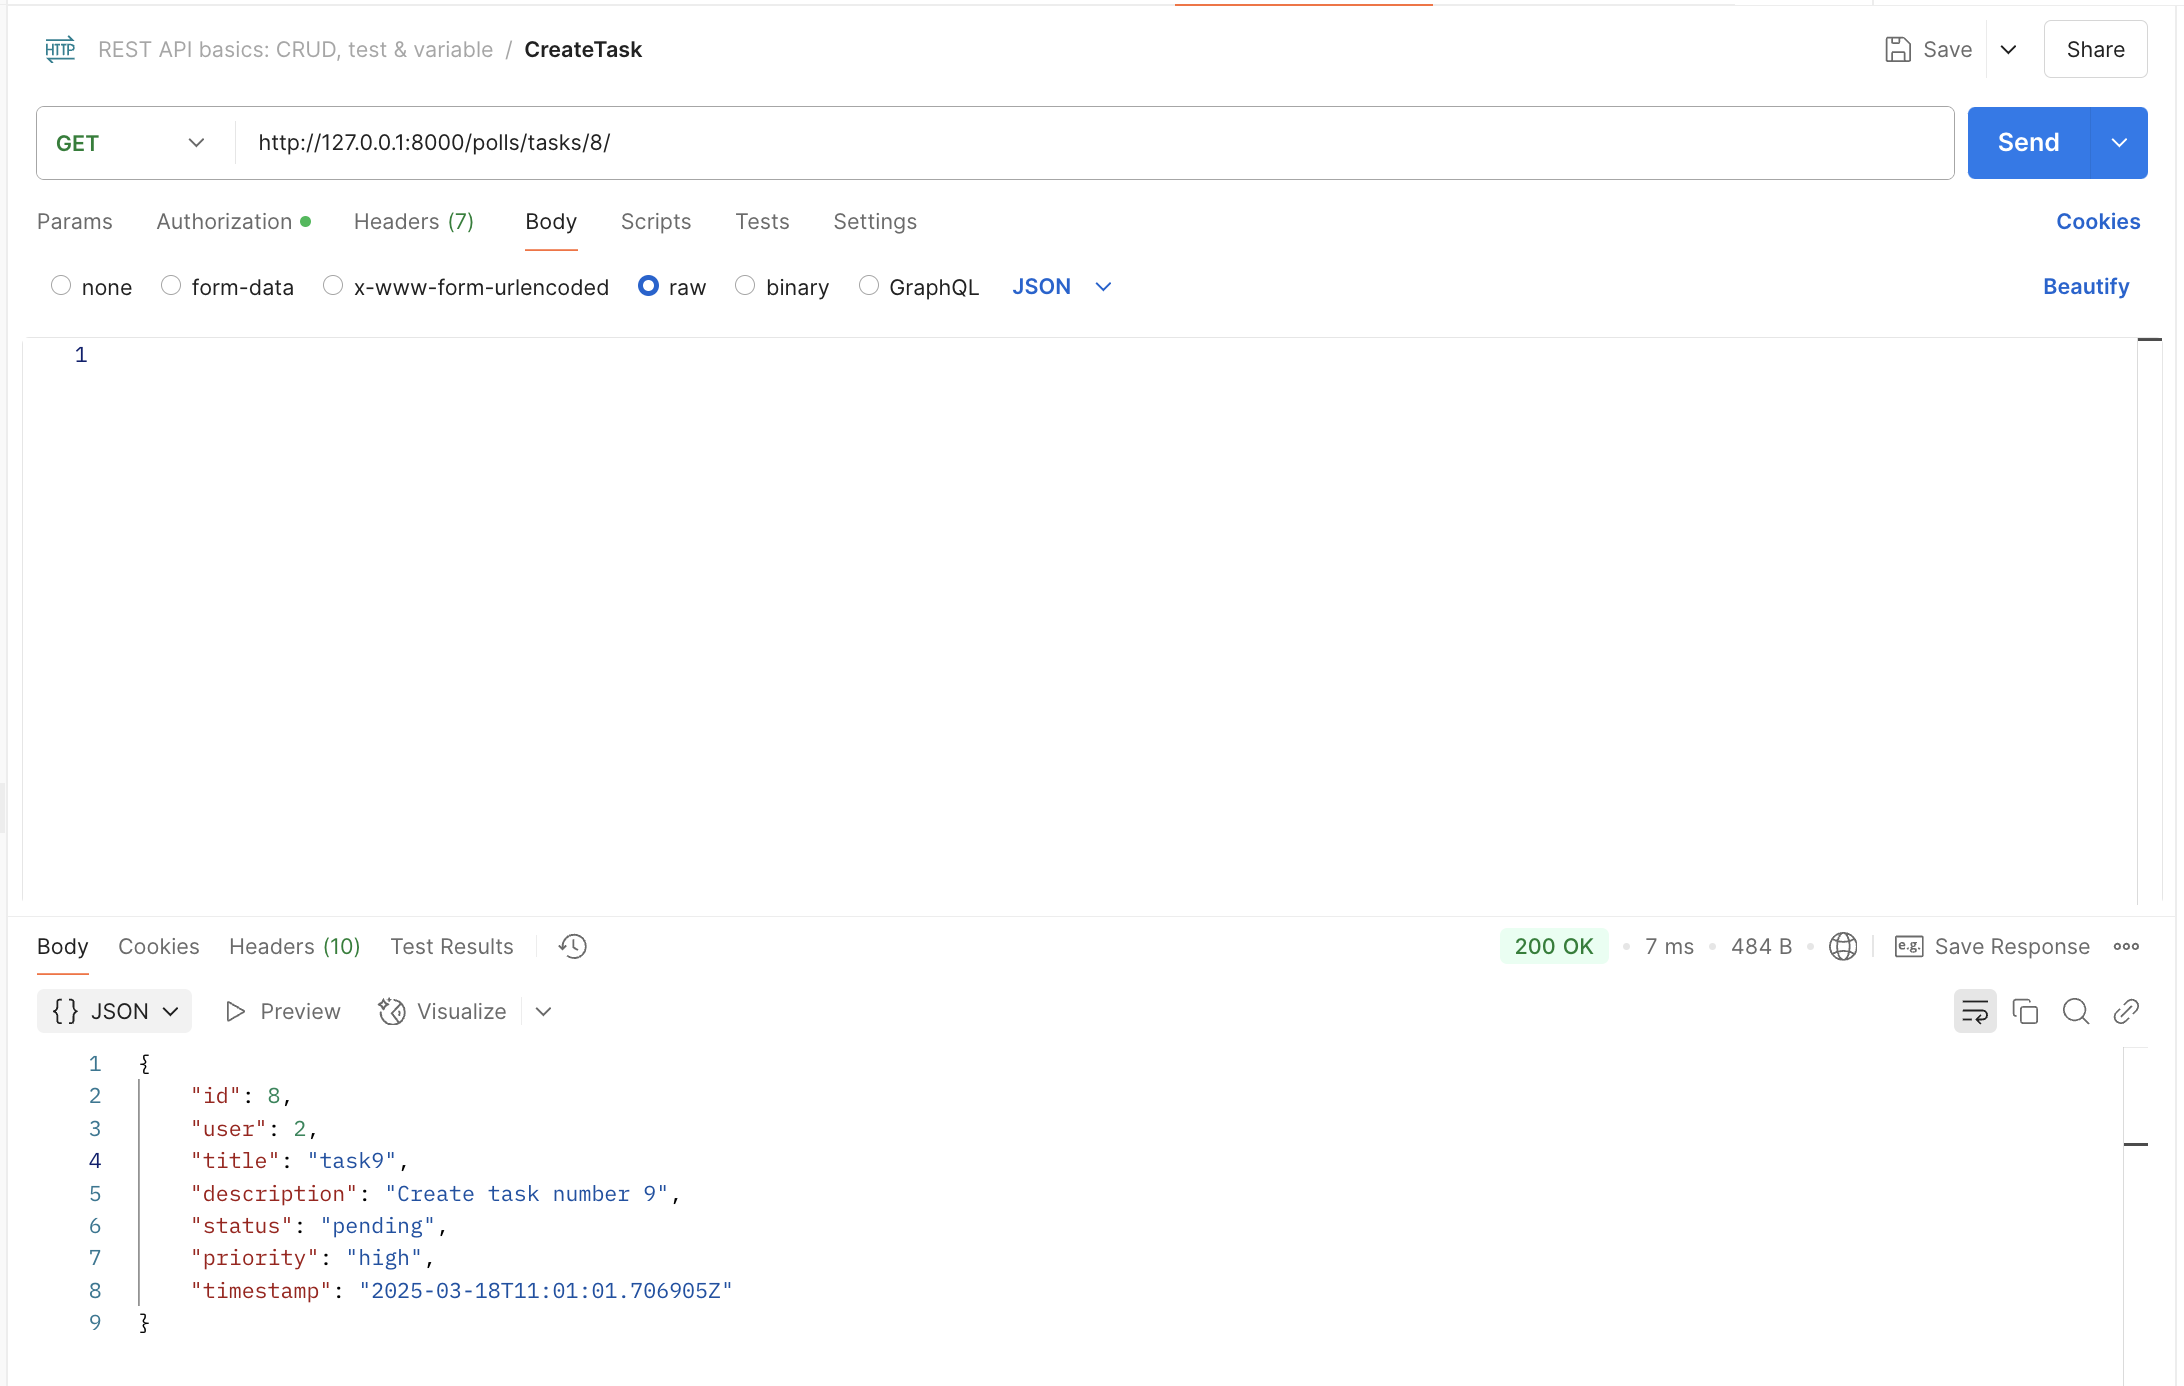 HTTP REST API basics: CRUD, test & variable / CreateTask Save Share
GET http://127.0.0.1:8000/polls/tasks/8/ Send
Params Authorization Headers (7) Body Scripts Tests Settings Cookies
none form-data x-www-form-urlencoded raw binary GraphQL JSON Beautify
1
Body Cookies Headers (10) Test Results 200 OK • 7 ms • 484 B • e.g. Save Response
{} JSON Preview Visualize
1 {
2 "id": 8,
3 "user": 2,
4 "title": "task9",
5 "description": "Create task number 9",
6 "status": "pending",
7 "priority": "high",
8 "timestamp": "2025-03-18T11:01:01.706905Z"
9 }